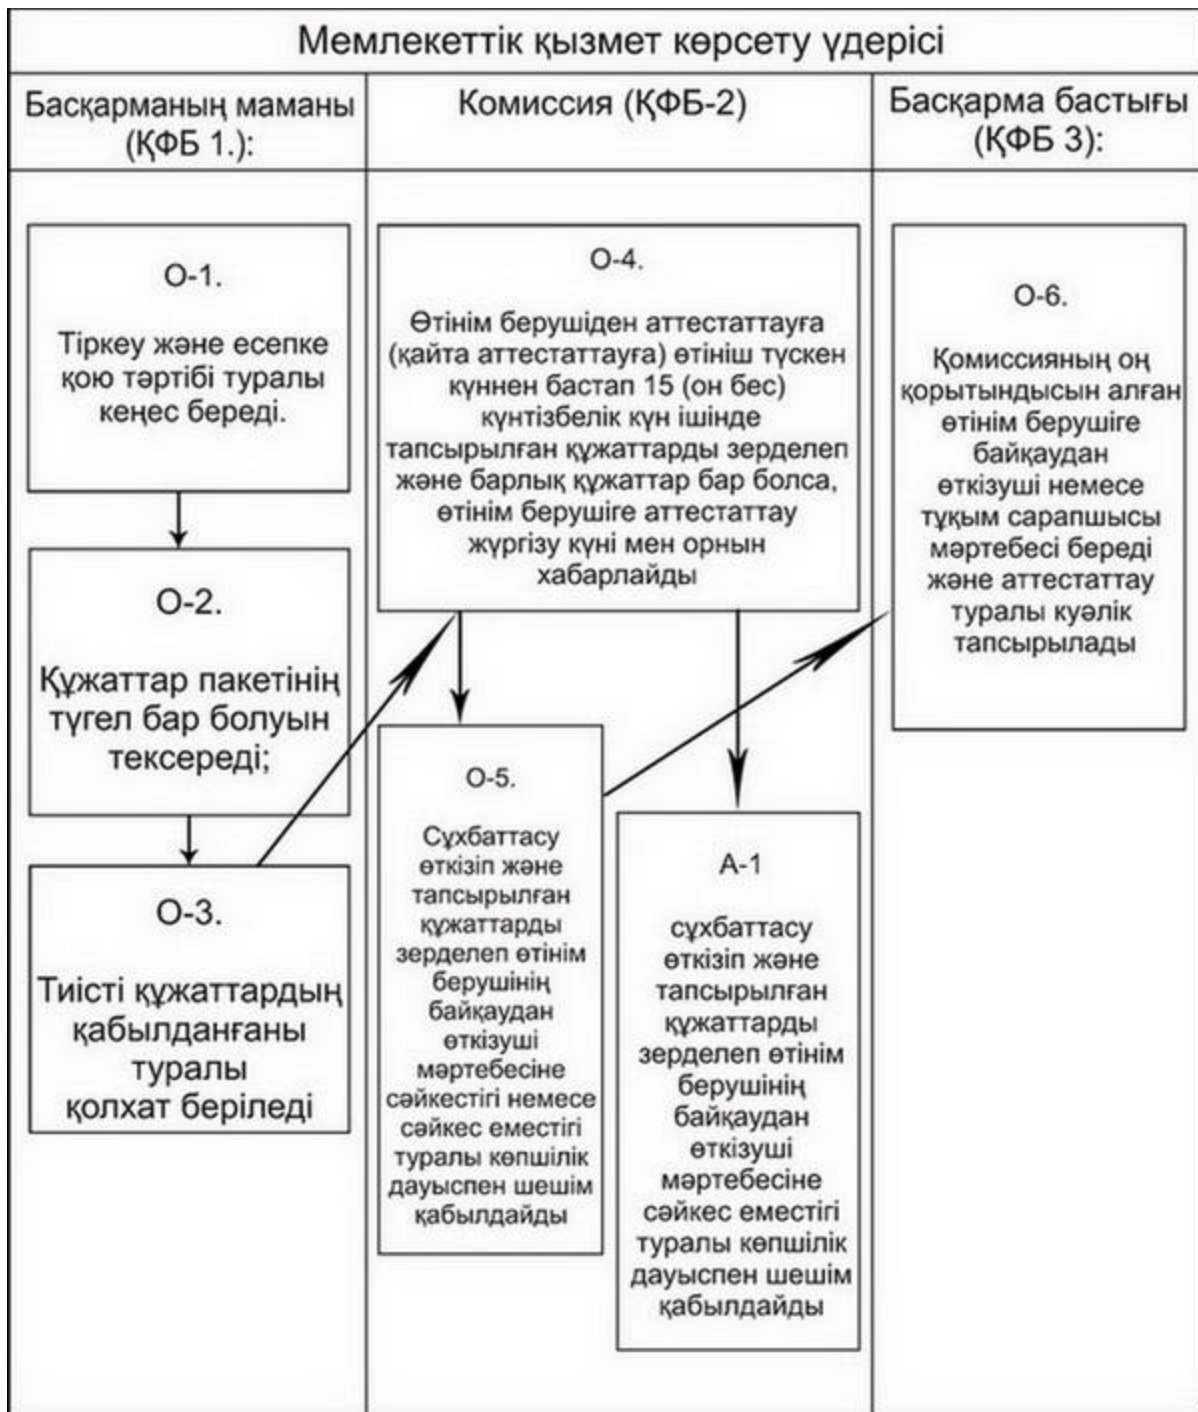 Мемлекеттік қызмет көрсету үдерісі
Басқарманың маманы
(ҚФБ 1.):
Комиссия (ҚФБ-2)
Басқарма бастығы
(ҚФБ 3):
О-1.
Тіркеу және есепке
қою тәртібі туралы
кеңес береді.
О-2.
Құжаттар пакетінің
түгел бар болуын
тексереді;
О-3.
Тиісті құжаттардың
қабылданғаны
туралы
қолхат беріледі
О-4.
Өтінім берушіден аттестаттауға
(қайта аттестаттауға) өтініш түскен
күннен бастап 15 (он бес)
күнтізбелік күн ішінде
тапсырылған құжаттарды зерделеп
және барлық құжаттар бар болса,
өтінім берушіге аттестаттау
жүргізу күні мен орнын
хабарлайды
О-5.
Сұхбаттасу
өткізіп және
тапсырылған
құжаттарды
зерделеп өтінім
берушінің
байқаудан
өткізуші
мәртебесіне
сәйкестігі немесе
сәйкес еместігі
туралы көпшілік
дауыспен шешім
қабылдайды
А-1
сұхбаттасу
өткізіп және
тапсырылған
құжаттарды
зерделеп өтінім
берушінің
байқаудан
өткізуші
мәртебесіне
сәйкес еместігі
туралы көпшілік
дауыспен шешім
қабылдайды
О-6.
Қомиссияның оң
қорытындысын алған
өтінім берушіге
байқаудан
өткізуші немесе
тұқым сарапшысы
мәртебесі береді
және аттестаттау
туралы куәлік
тапсырылады